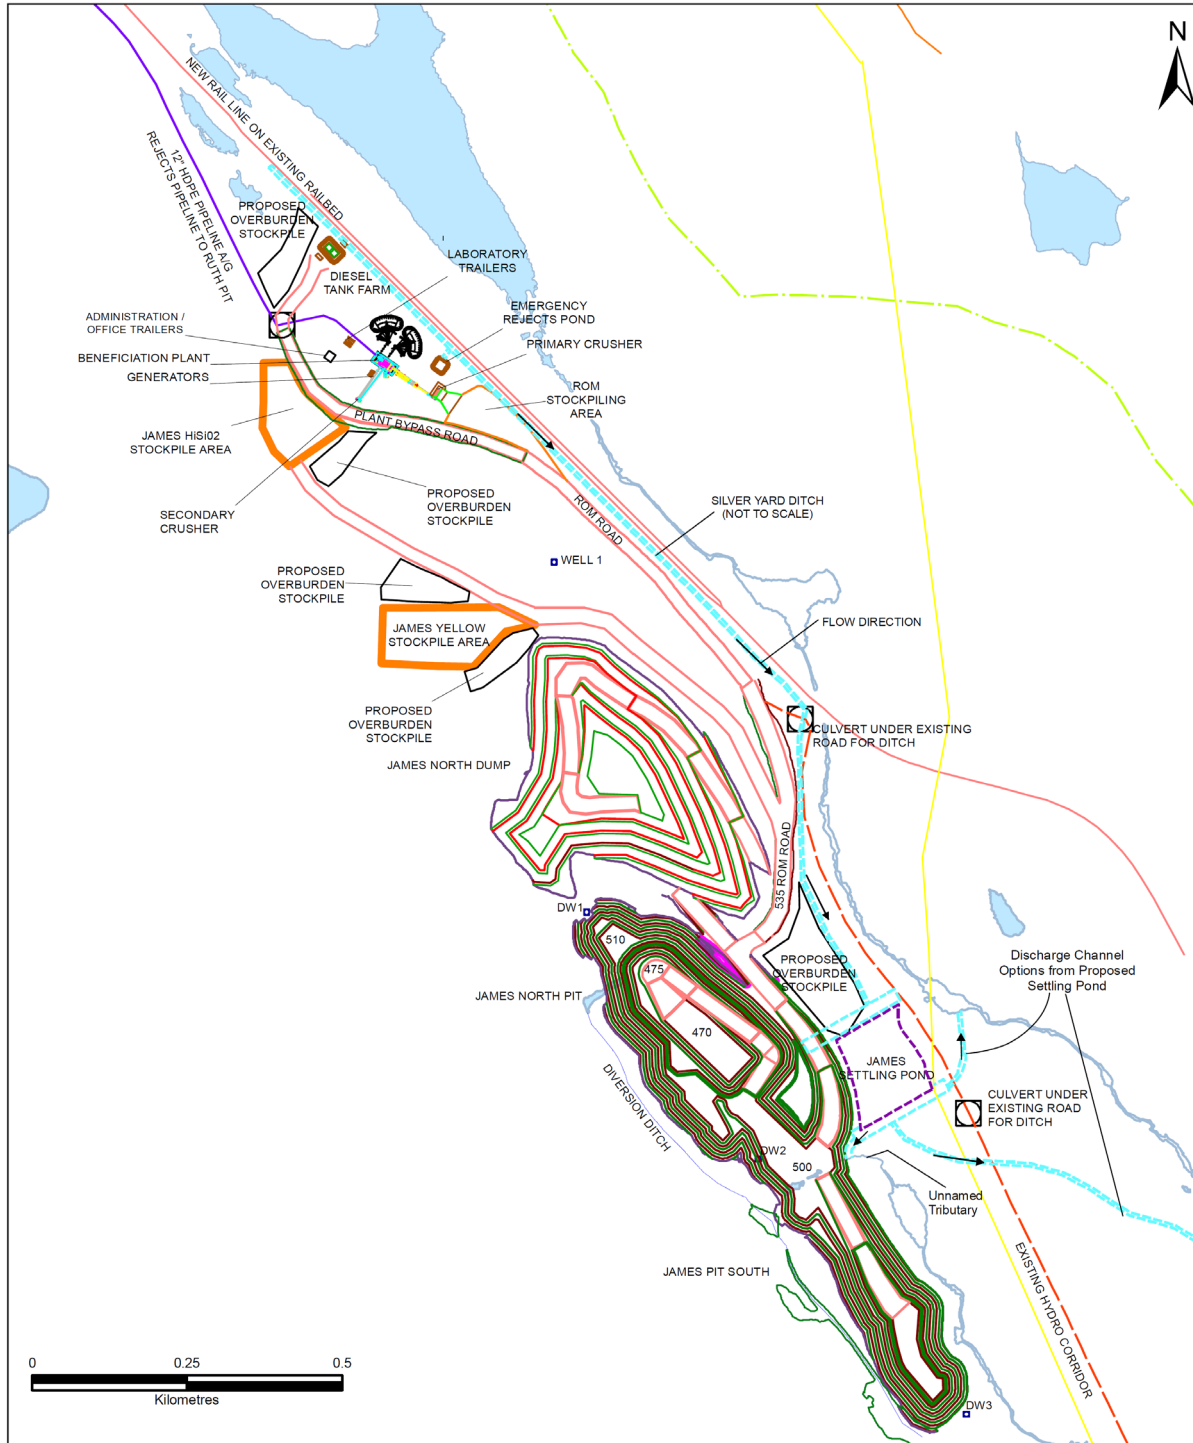 N
NEW RAIL LINE ON EXISTING RAILBED
12" HDPE PIPELINE A/G
REJECTS PIPELINE TO RUTH PIT
PROPOSED
OVERBURDEN
STOCKPILE
LABORATORY
TRAILERS
DIESEL
TANK FARM
EMERGENCY
REJECTS POND
ADMINISTRATION /
OFFICE TRAILERS
PRIMARY CRUSHER
BENEFICIATION PLANT
GENERATORS
ROM
STOCKPILING
AREA
PLANT BYPASS ROAD
JAMES HiSi02
STOCKPILE AREA
PROPOSED
OVERBURDEN
STOCKPILE
SECONDARY
CRUSHER
ROM ROAD
SILVER YARD DITCH
(NOT TO SCALE)
WELL 1
PROPOSED
OVERBURDEN
STOCKPILE
JAMES YELLOW
STOCKPILE AREA
FLOW DIRECTION
PROPOSED
OVERBURDEN
STOCKPILE
CULVERT UNDER EXISTING
ROAD FOR DITCH
JAMES NORTH DUMP
535 ROM ROAD
DW1
510
475
PROPOSED
OVERBURDEN
STOCKPILE
Discharge Channel
Options from Proposed
Settling Pond
JAMES NORTH PIT
470
JAMES
SETTLING POND
DIVERSION DITCH
CULVERT UNDER
EXISTING ROAD
FOR DITCH
DW2
500
Unnamed
Tributary
JAMES PIT SOUTH
EXISTING HYDRO CORRIDOR
0
0.25
0.5
Kilometres
DW3